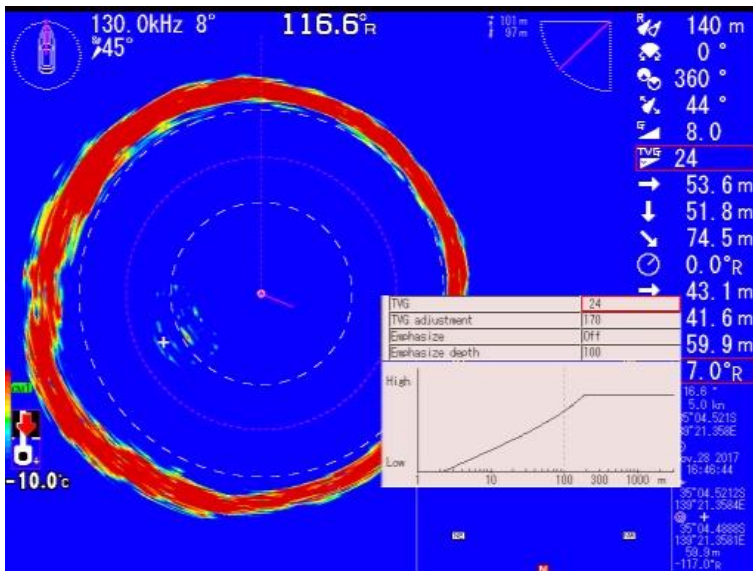 130.0kHz 8°
45°
116.6°R
101 m
97 m
R 140 m
0 °
360 °
44 °
G 8.0
TVG 24
53.6 m
51.8 m
74.5 m
0.0°R
43.1 m
41.6 m
59.9 m
7.0°R
TVG 24
TVG adjustment 170
Emphasize Off
Emphasize depth 100
High
Low
1 10 100 300 1000 m
-10.0°C
16.6 °
5.0 kn
35°04.521S
139°21.358E
ov.28 2017
16:46:44
35°04.5212S
139°21.3584E
+
35°04.4888S
139°21.3581E
59.9m
-117.0°R
N